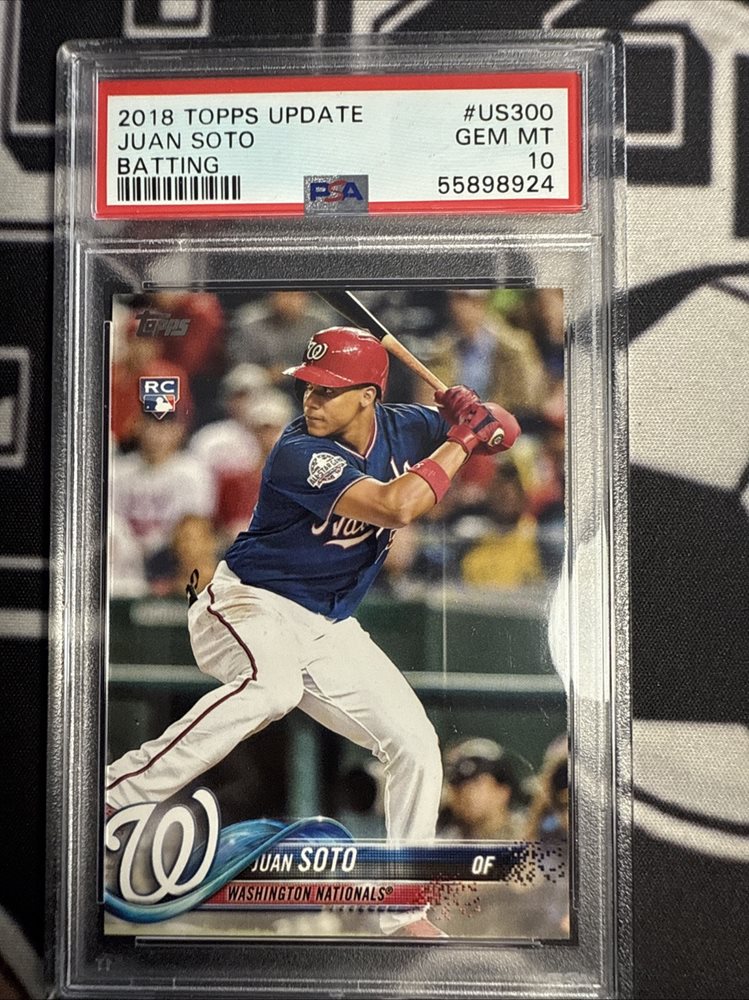 2018 TOPPS UPDATE #US300
JUAN SOTO GEM MT
BATTING 10
PSA 55898924
Topps
W
RC
W
JUAN SOTO OF
WASHINGTON NATIONALS®